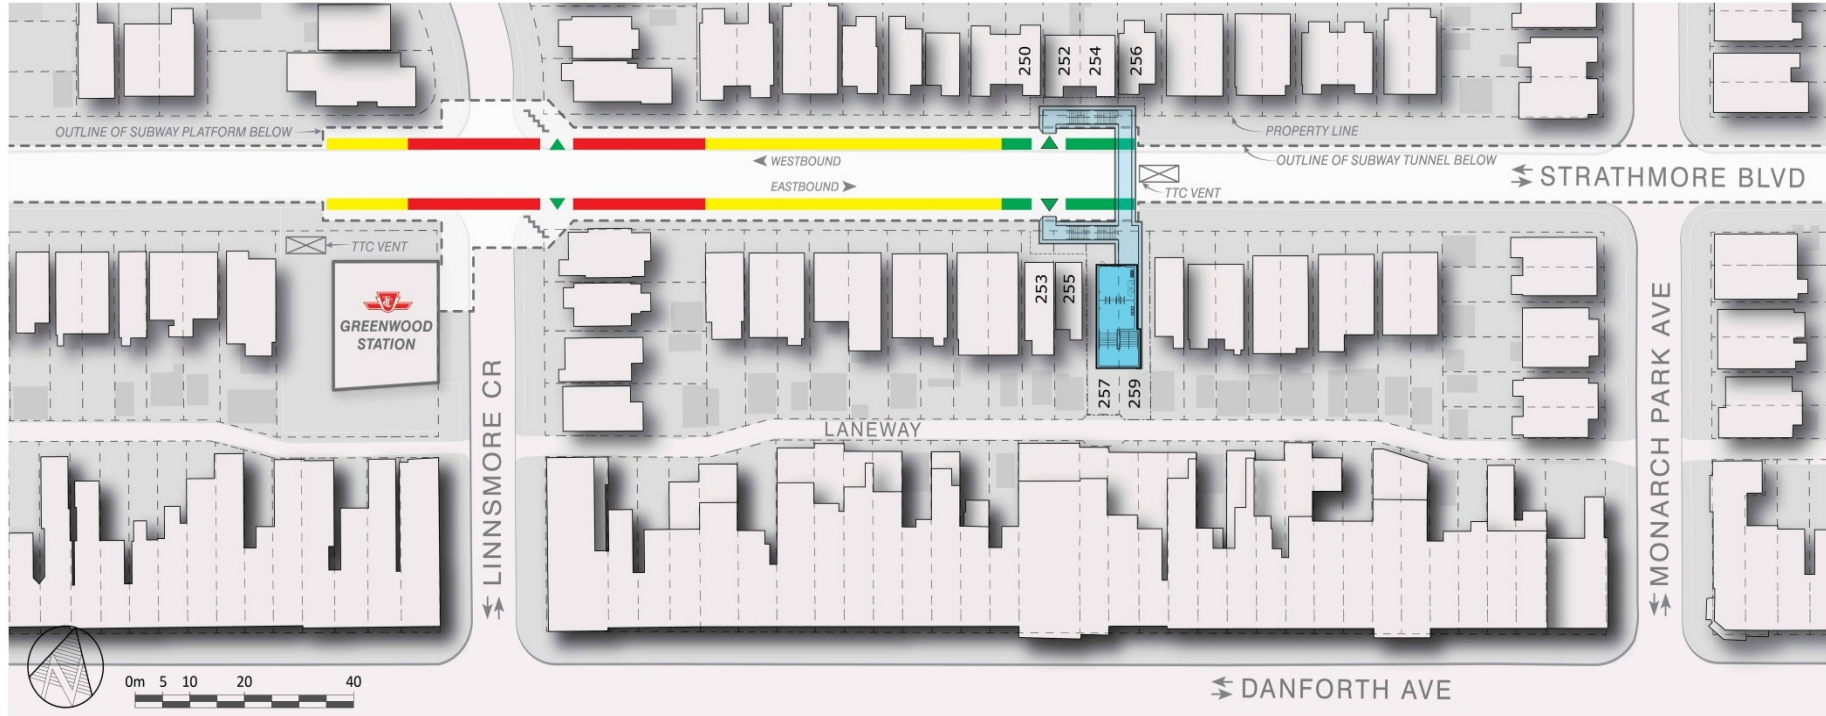 250
252
254
256
OUTLINE OF SUBWAY PLATFORM BELOW
PROPERTY LINE
WESTBOUND
OUTLINE OF SUBWAY TUNNEL BELOW
EASTBOUND
TTC VENT
STRATHMORE BLVD
TTC VENT
GREENWOOD
STATION
253
255
257
259
LINNSMORE CR
LANEWAY
MONARCH PARK AVE
0m 5 10 20 40
DANFORTH AVE